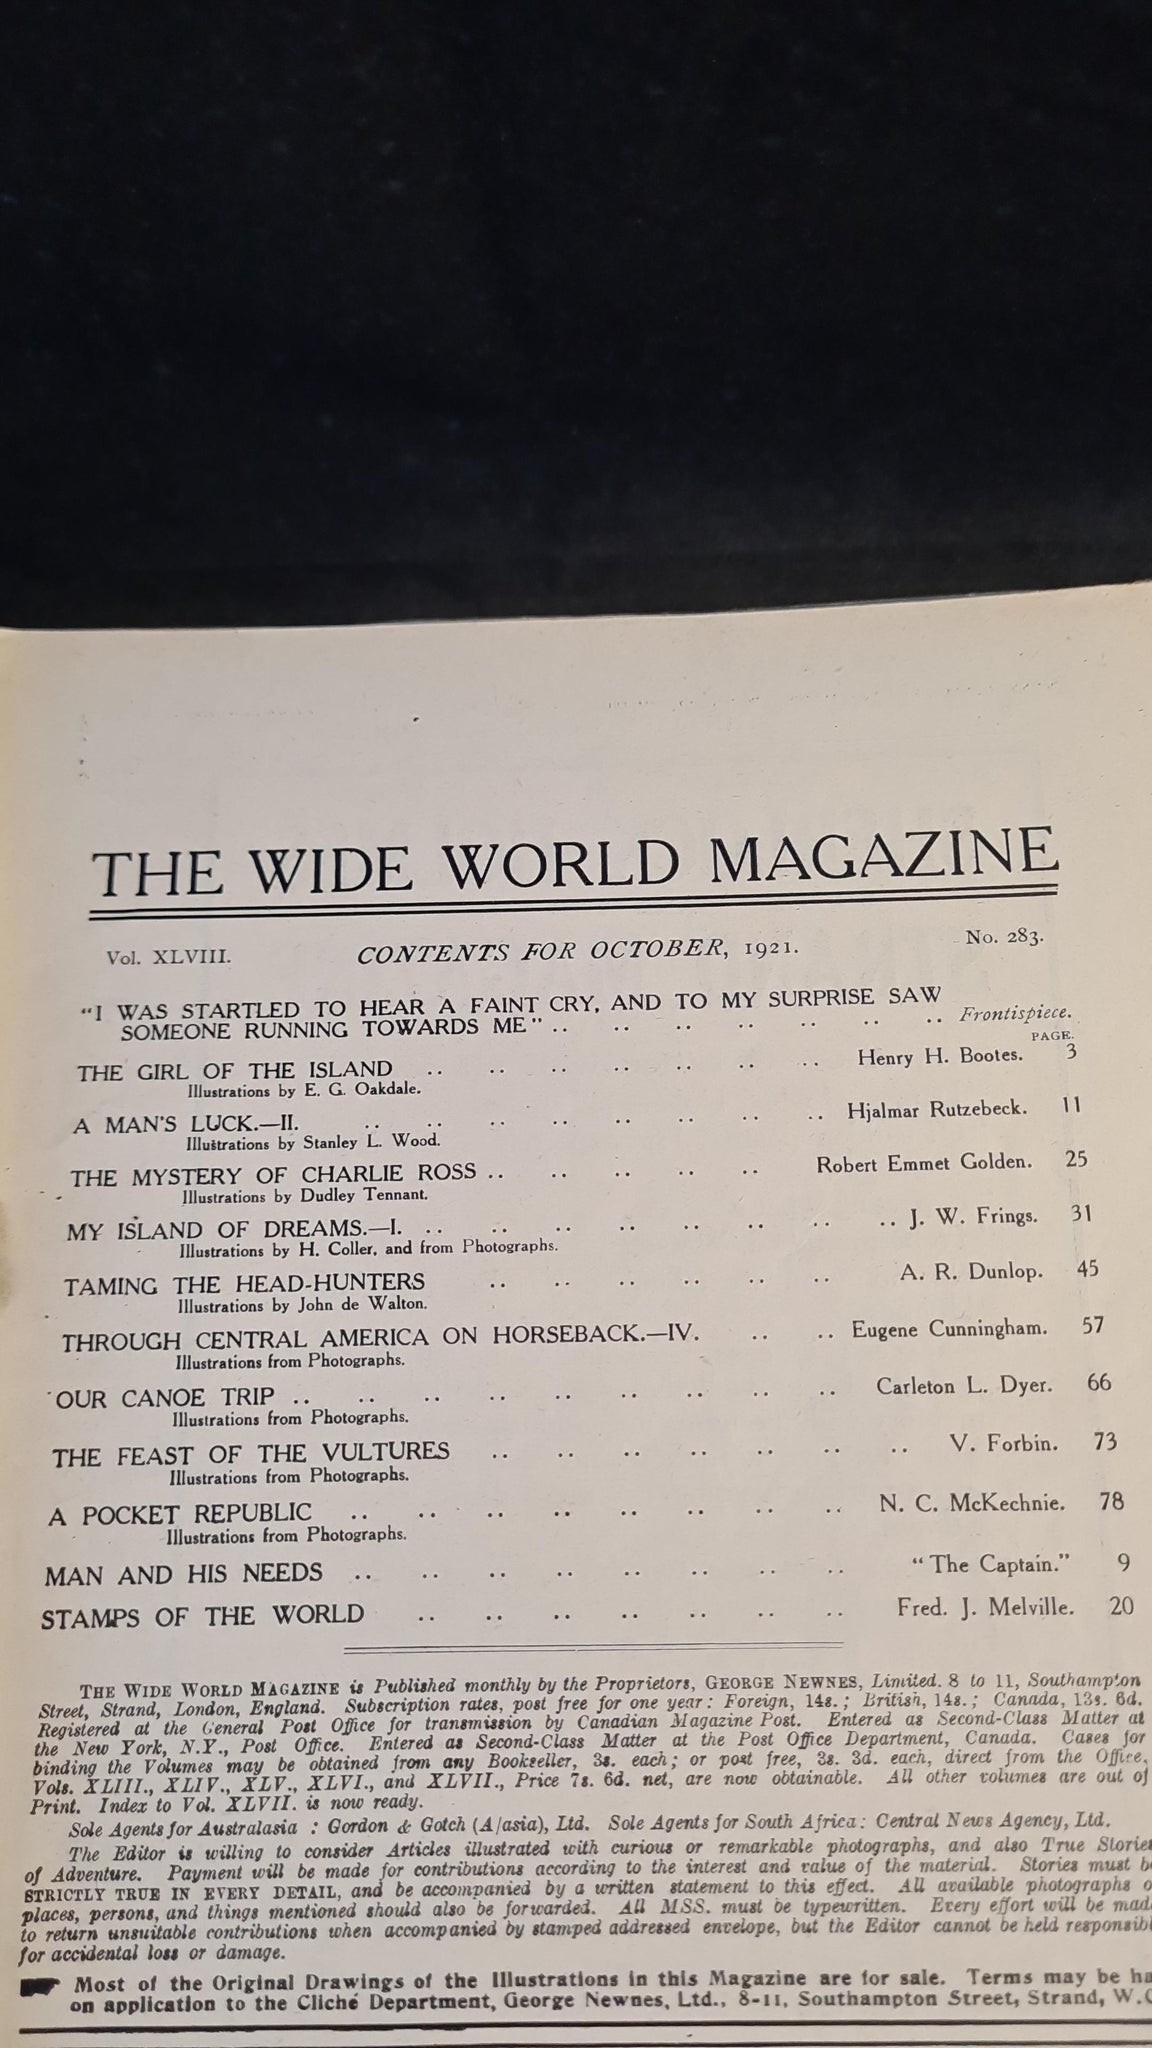 THE WIDE WORLD MAGAZINE
Vol. XLVIII. CONTENTS FOR OCTOBER, 1921. No. 283.
"I WAS STARTLED TO HEAR A FAINT CRY, AND TO MY SURPRISE SAW
SOMEONE RUNNING TOWARDS ME" .. .. .. .. .. .. .. Frontispiece.
PAGE.
THE GIRL OF THE ISLAND .. .. .. .. .. .. .. Henry H. Bootes. 3
Illustrations by E. G. Oakdale.
A MAN'S LUCK.—II. .. .. .. .. .. .. .. .. Hjalmar Rutzebeck. 11
Illustrations by Stanley L. Wood.
THE MYSTERY OF CHARLIE ROSS .. .. .. .. .. Robert Emmet Golden. 25
Illustrations by Dudley Tennant.
MY ISLAND OF DREAMS.—I. .. .. .. .. .. .. .. .. J. W. Frings. 31
Illustrations by H. Coller, and from Photographs.
TAMING THE HEAD-HUNTERS .. .. .. .. .. .. A. R. Dunlop. 45
Illustrations by John de Walton.
THROUGH CENTRAL AMERICA ON HORSEBACK.—IV. .. .. Eugene Cunningham. 57
Illustrations from Photographs.
OUR CANOE TRIP .. .. .. .. .. .. .. .. .. Carleton L. Dyer. 66
Illustrations from Photographs.
THE FEAST OF THE VULTURES .. .. .. .. .. .. .. V. Forbin. 73
Illustrations from Photographs.
A POCKET REPUBLIC .. .. .. .. .. .. .. .. N. C. McKechnie. 78
Illustrations from Photographs.
MAN AND HIS NEEDS .. .. .. .. .. .. .. .. "The Captain." 9
STAMPS OF THE WORLD .. .. .. .. .. .. .. Fred. J. Melville. 20
THE WIDE WORLD MAGAZINE is Published monthly by the Proprietors, GEORGE NEWNES, Limited. 8 to 11, Southampton
Street, Strand, London, England. Subscription rates, post free for one year: Foreign, 14s.; British, 14s.; Canada, 13s. 6d.
Registered at the General Post Office for transmission by Canadian Magazine Post. Entered as Second-Class Matter at
the New York, N.Y., Post Office. Entered as Second-Class Matter at the Post Office Department, Canada. Cases for
binding the Volumes may be obtained from any Bookseller, 3s. each; or post free, 3s. 3d. each, direct from the Office,
Vols. XLIII., XLIV., XLV., XLVI., and XLVII., Price 7s. 6d. net, are now obtainable. All other volumes are out of
Print. Index to Vol. XLVII. is now ready.
Sole Agents for Australasia : Gordon & Gotch (A/asia), Ltd. Sole Agents for South Africa: Central News Agency, Ltd.
The Editor is willing to consider Articles illustrated with curious or remarkable photographs, and also True Storie
of Adventure. Payment will be made for contributions according to the interest and value of the material. Stories must b
STRICTLY TRUE IN EVERY DETAIL, and be accompanied by a written statement to this effect. All available photographs o
places, persons, and things mentioned should also be forwarded. All MSS. must be typewritten. Every effort will be mad
to return unsuitable contributions when accompanied by stamped addressed envelope, but the Editor cannot be held responsib
for accidental loss or damage.
Most of the Original Drawings of the Illustrations in this Magazine are for sale. Terms may be ha
on application to the Cliché Department, George Newnes, Ltd., 8-11, Southampton Street, Strand, W.C